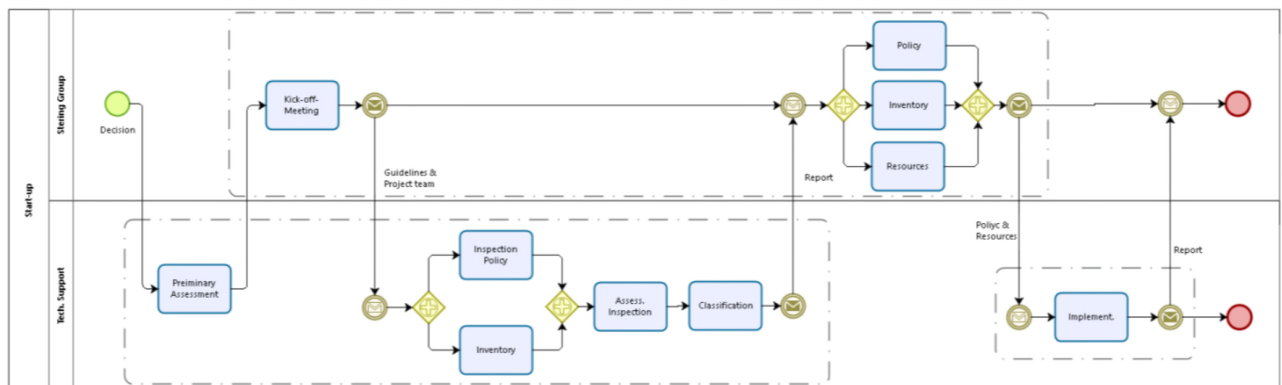 Start-up
Stering Group
Decision
Kick-off-
Meeting
Guidelines &
Project team
Report
Policy
Inventory
Resources
Tech. Support
Preiminary
Assessment
Inspection
Policy
Inventory
Assess.
Inspection
Classification
Poliyc &
Resources
Implement.
Report